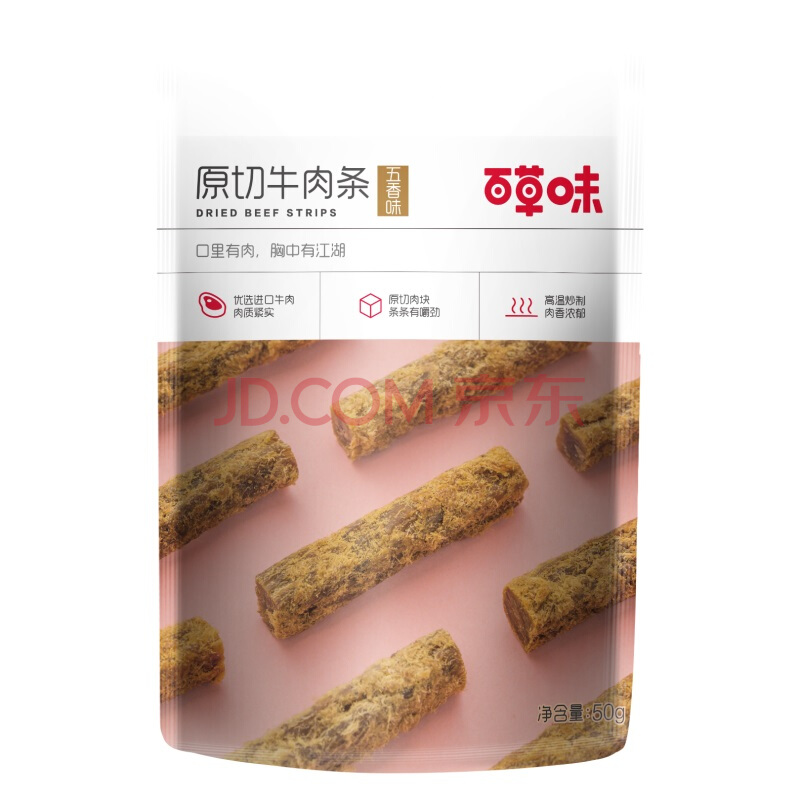 原切牛肉条
五香味
DRIED BEEF STRIPS
百草味
口里有肉，胸中有江湖
优选进口牛肉
肉质紧实
原切肉块
条条有嚼劲
高温炒制
肉香浓郁
JD.COM 京东
净含量:50g